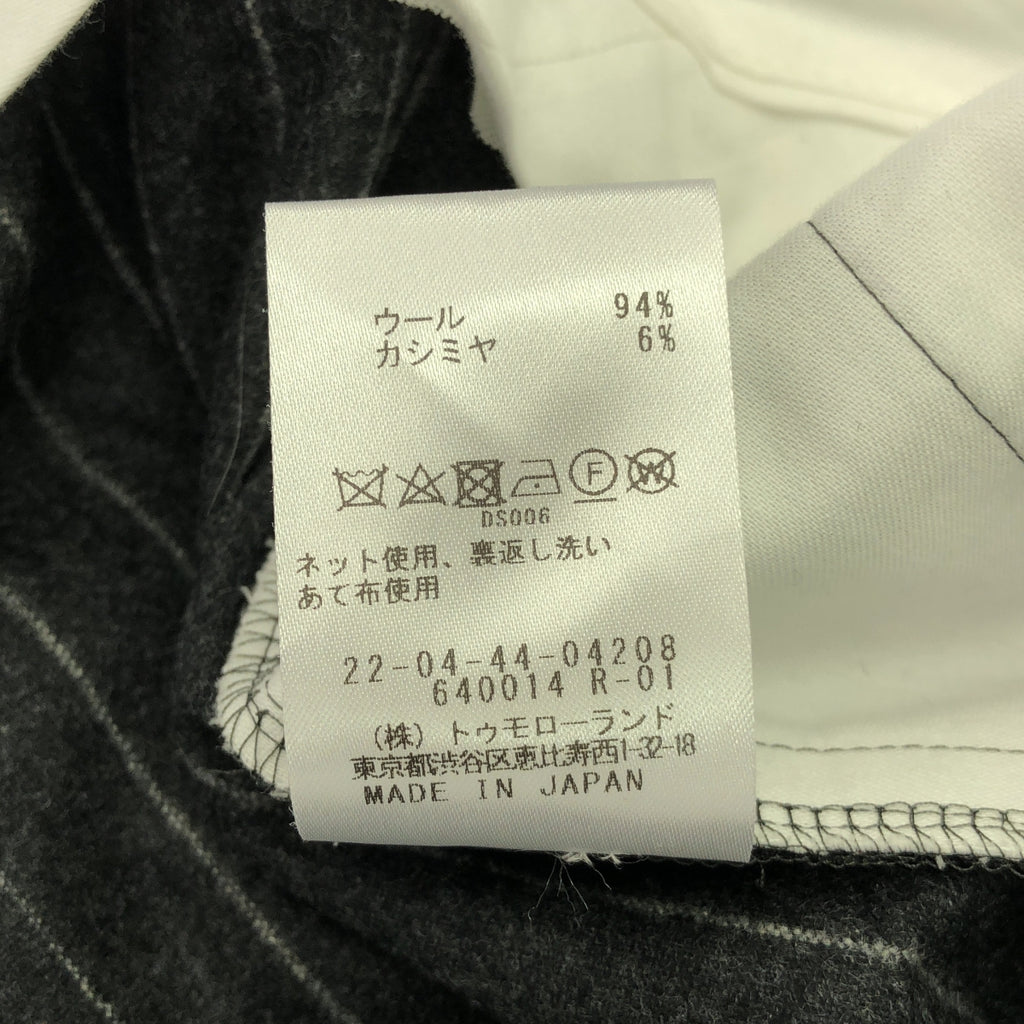 ウール 94%
カシミヤ 6%
F W
DS006
ネット使用、裏返し洗い
あて布使用
22-04-44-04208
640014 R-01
(株)トゥモローランド
東京都渋谷区恵比寿西1-32-18
MADE IN JAPAN